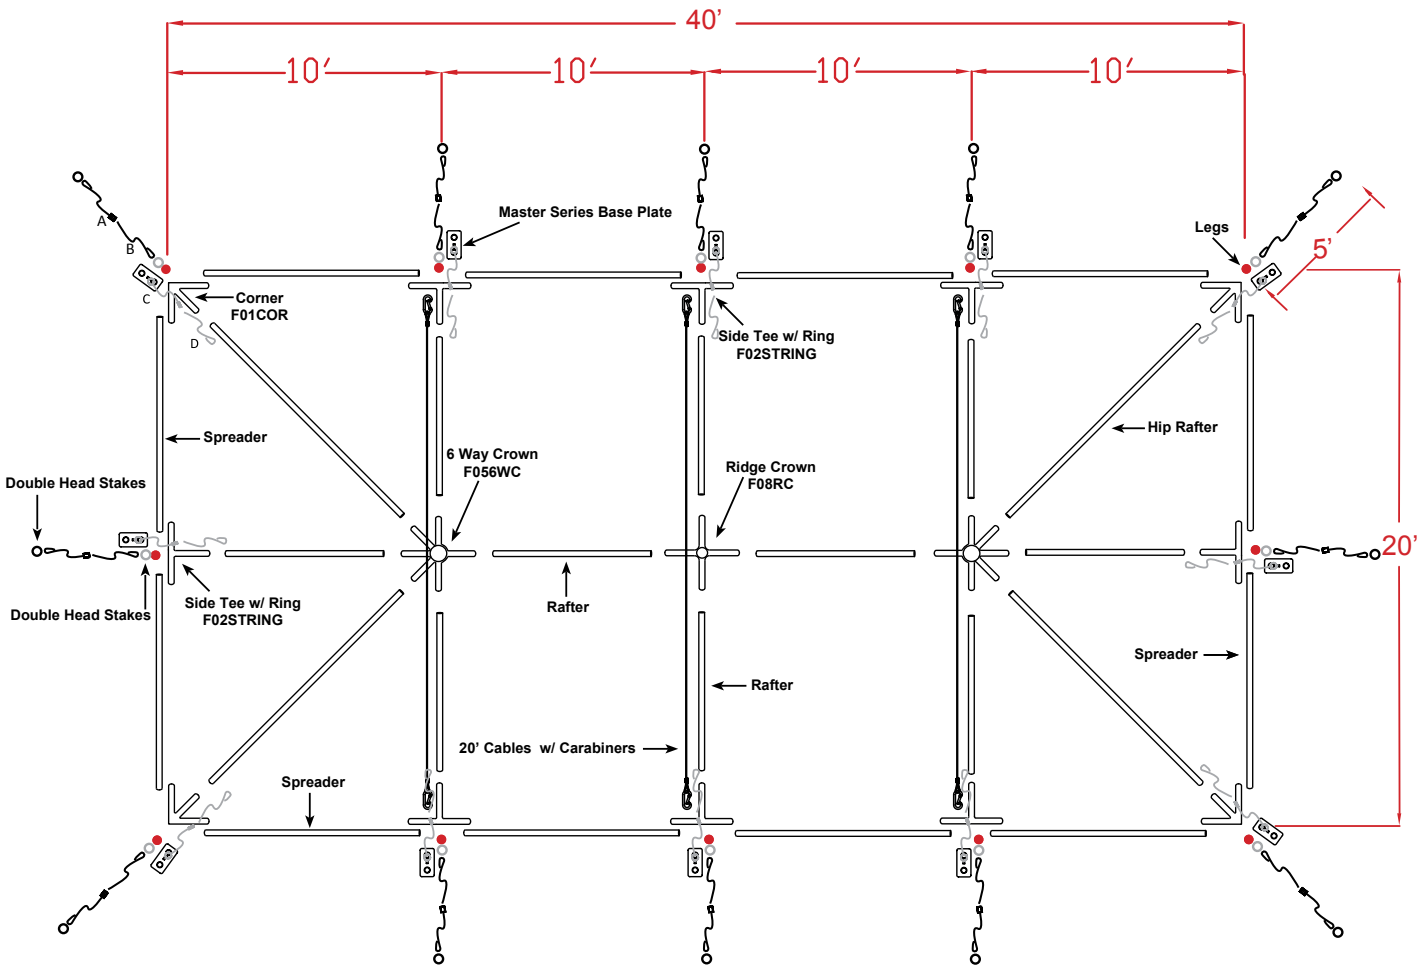 40'
10'
10'
10'
10'
Master Series Base Plate
Legs
A
B
5'
C
Corner
F01COR
Side Tee w/ Ring
F02STRING
D
Spreader
Hip Rafter
6 Way Crown
F056WC
Ridge Crown
F08RC
Double Head Stakes
20'
Side Tee w/ Ring
F02STRING
Rafter
Double Head Stakes
Spreader
Rafter
20' Cables w/ Carabiners
Spreader